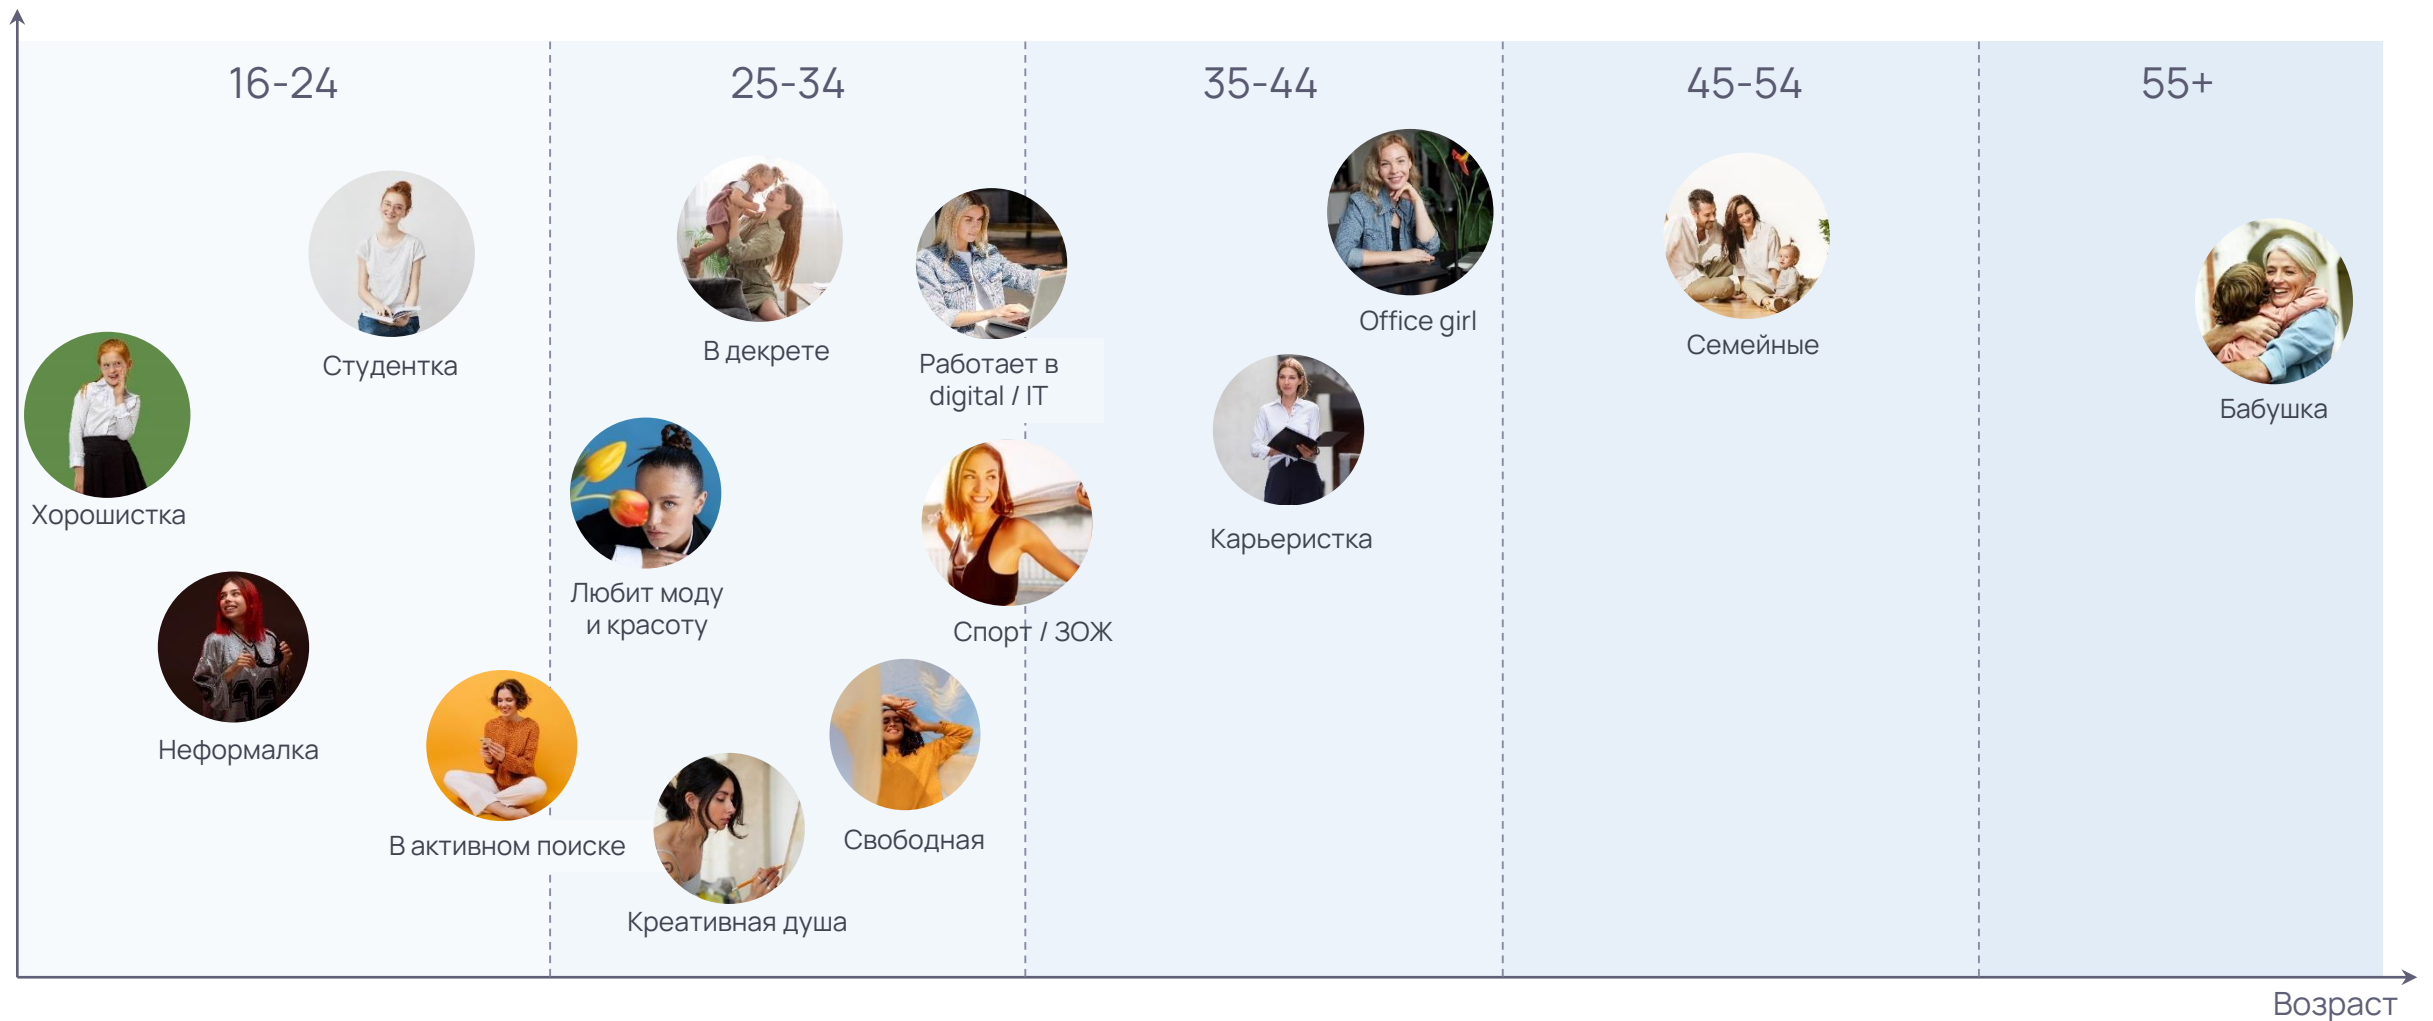 16-24
25-34
35-44
45-54
55+
Студентка
Хорошистка
Неформалка
В активном поиске
В декрете
Работает в
digital / IT
Любит моду
и красоту
Спорт / ЗОЖ
Свободная
Креативная душа
Office girl
Карьеристка
Семейные
Бабушка
Возраст